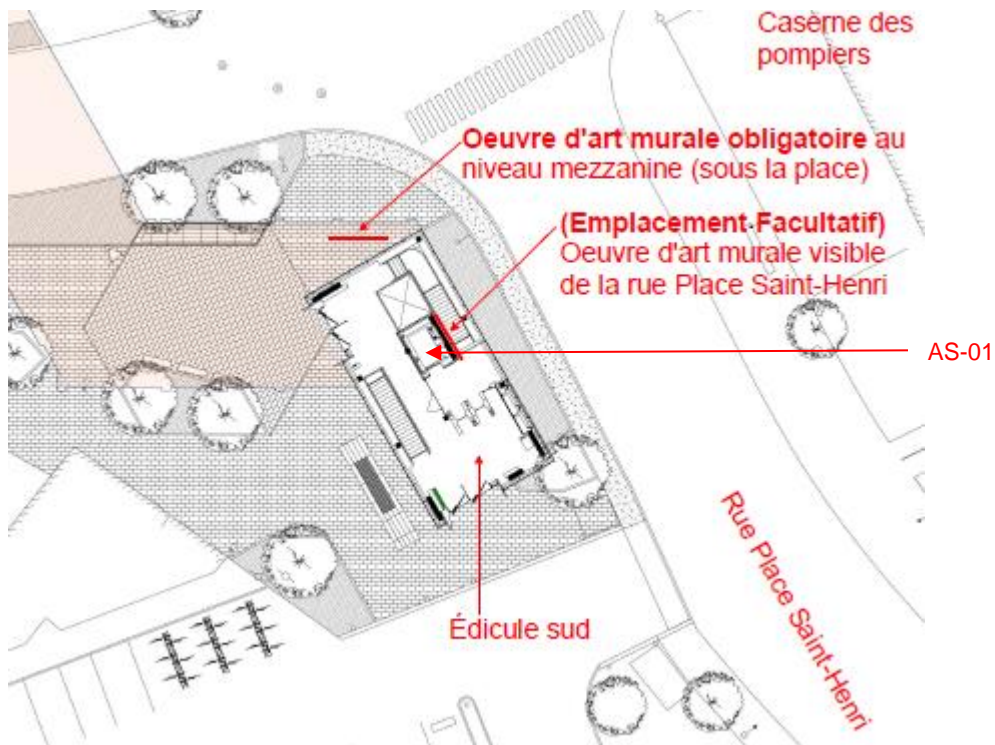 Caserne des
pompiers
Oeuvre d'art murale obligatoire au
niveau mezzanine (sous la place)
(Emplacement Facultatif)
Oeuvre d'art murale visible
de la rue Place Saint-Henri
AS-01
Rue Place Saint-Henri
Édicule sud